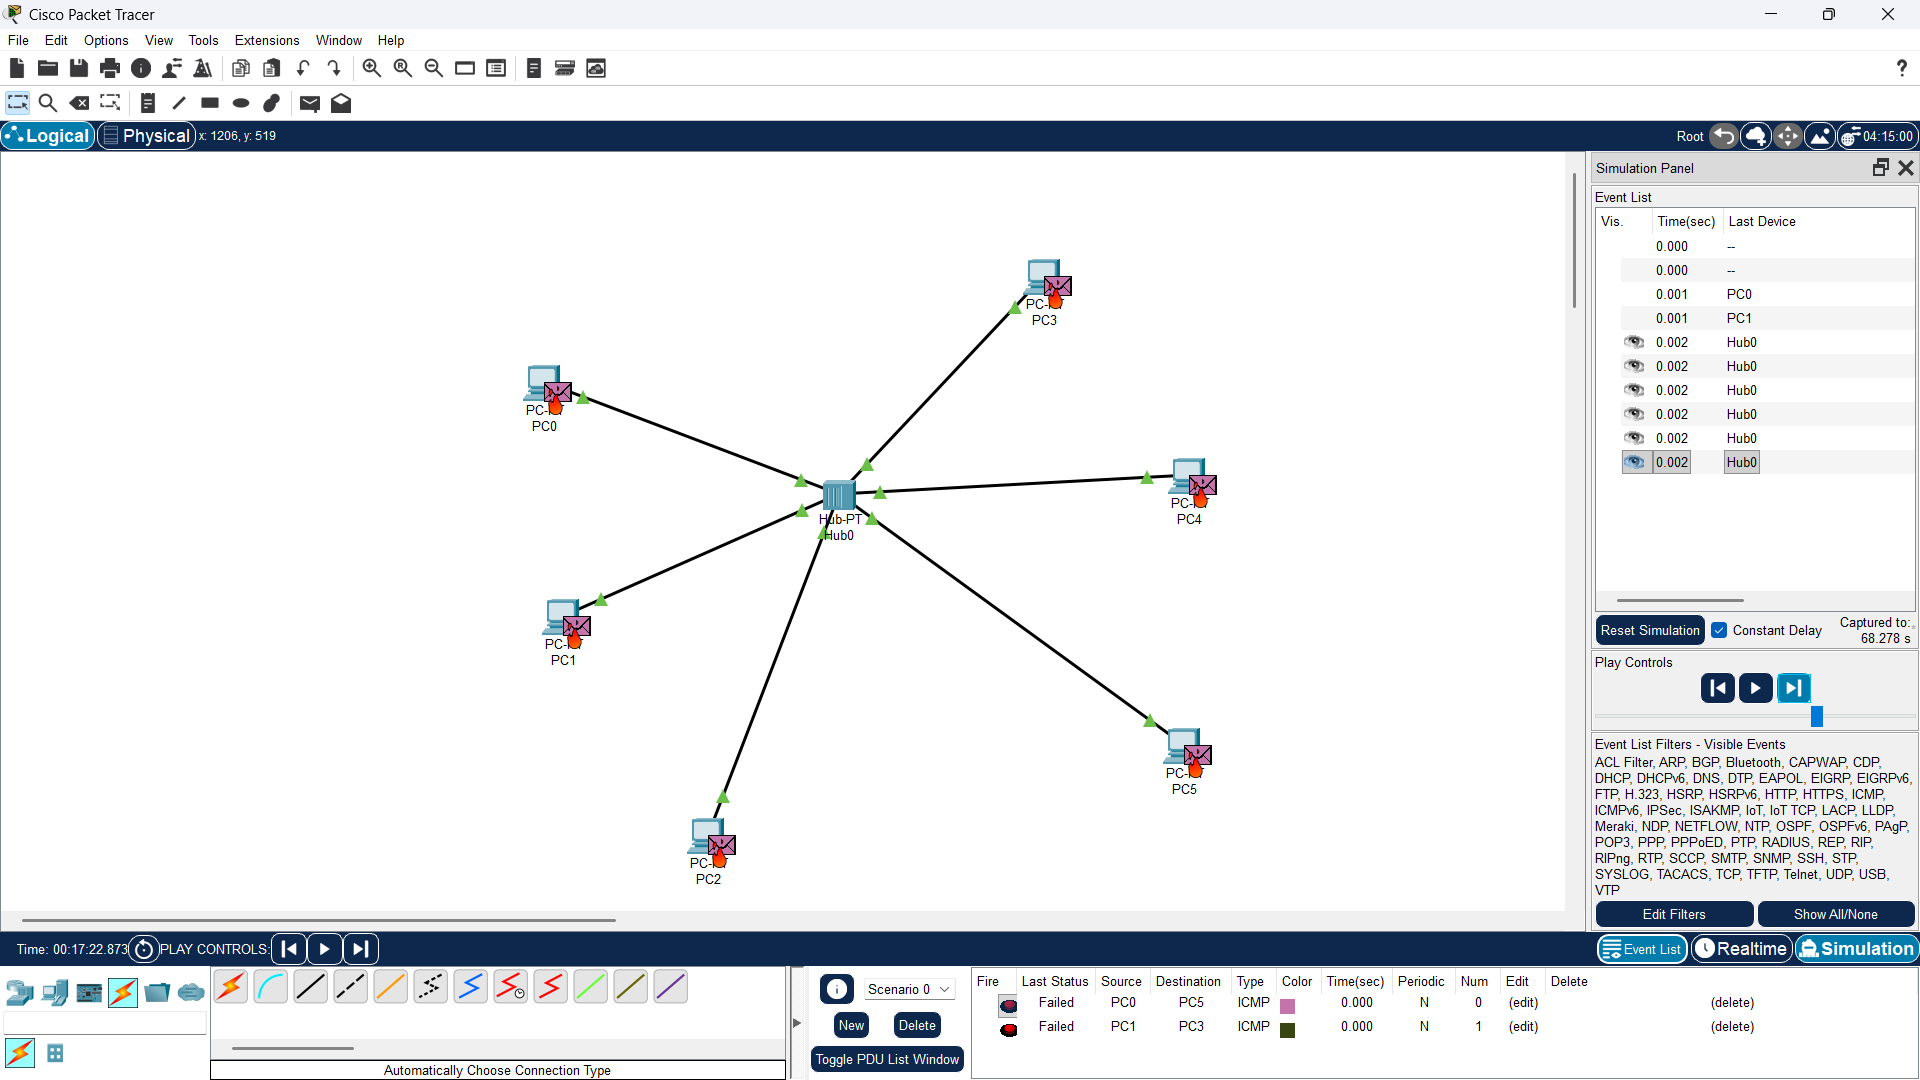 Cisco Packet Tracer
File Edit Options View Tools Extensions Window Help
?
Logical Physical x: 1206, y: 519 Root 04:15:00
Simulation Panel
Event List
Vis. Time(sec) Last Device
0.000 --
0.000 --
0.001 PC0
0.001 PC1
0.002 Hub0
0.002 Hub0
0.002 Hub0
0.002 Hub0
0.002 Hub0
0.002 Hub0
PC3
PC0
Hub-PT
Hub0
PC4
PC1
PC5
PC2
Reset Simulation Constant Delay Captured to:
68.278 s
Play Controls
Event List Filters - Visible Events
ACL Filter, ARP, BGP, Bluetooth, CAPWAP, CDP,
DHCP, DHCPv6, DNS, DTP, EAPOL, EIGRP, EIGRPv6,
FTP, H.323, HSRP, HSRPv6, HTTP, HTTPS, ICMP,
ICMPv6, IPSec, ISAKMP, IoT, IoT TCP, LACP, LLDP,
Meraki, NDP, NETFLOW, NTP, OSPF, OSPFv6, PAgP,
POP3, PPP, PPPoED, PTP, RADIUS, REP, RIP,
RIPng, RTP, SCCP, SMTP, SNMP, SSH, STP,
SYSLOG, TACACS, TCP, TFTP, Telnet, UDP, USB,
VTP
Edit Filters Show All/None
Time: 00:17:22.873 PLAY CONTROLS: Event List Realtime Simulation
Scenario 0
New Delete
Toggle PDU List Window
Fire Last Status Source Destination Type Color Time(sec) Periodic Num Edit Delete
Failed PC0 PC5 ICMP 0.000 N 0 (edit) (delete)
Failed PC1 PC3 ICMP 0.000 N 1 (edit) (delete)
Automatically Choose Connection Type